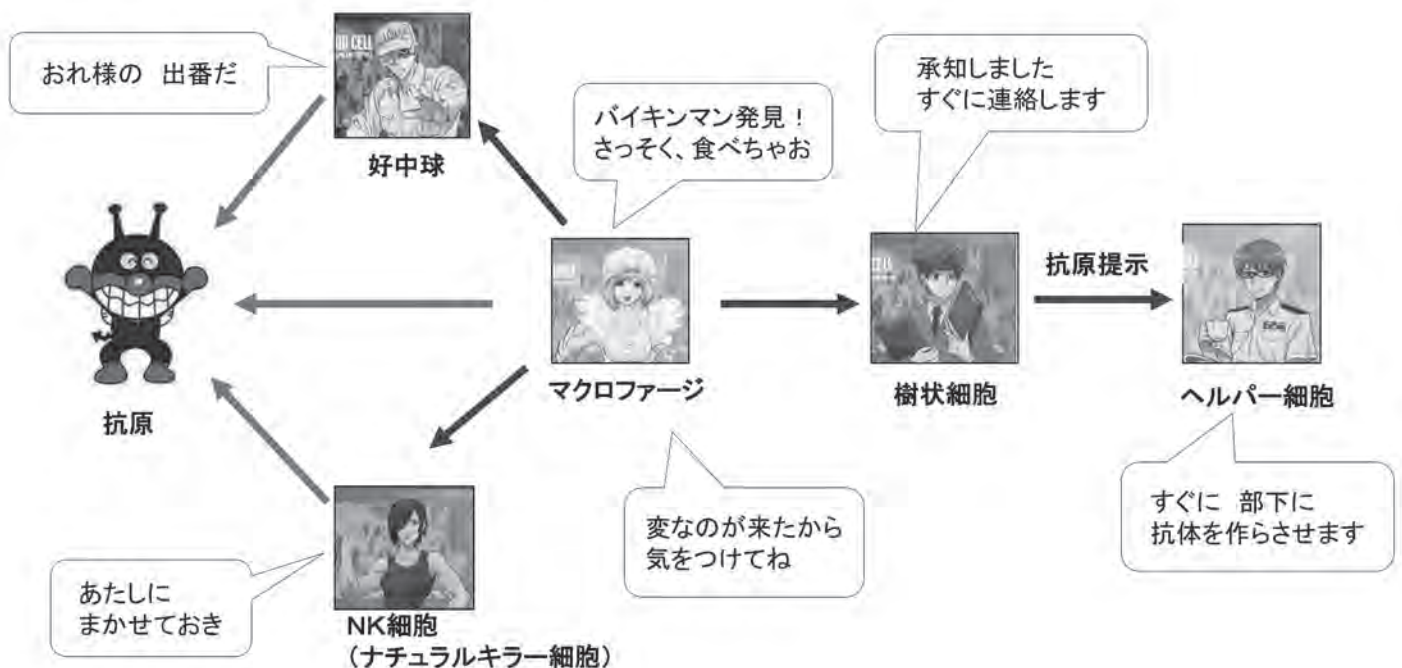 おれ様の 出番だ
好中球
バイキンマン発見！
さっそく、食べちゃお
承知しました
すぐに連絡します
抗原提示
抗原
マクロファージ
樹状細胞
ヘルパー細胞
変なのが来たから
気をつけてね
すぐに 部下に
抗体を作らさせます
あたしに
まかせておき
NK細胞
（ナチュラルキラー細胞）